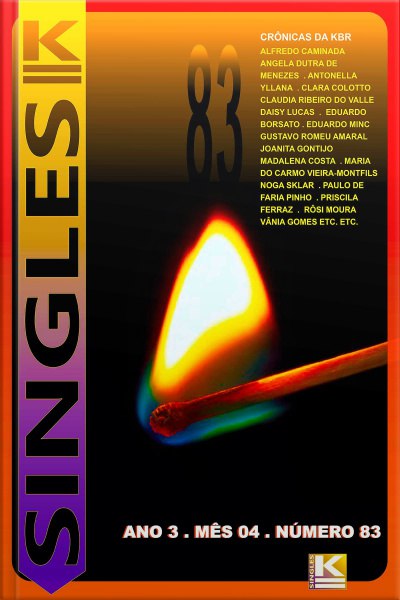 SINGLES K
83
CRÔNICAS DA KBR
ALFREDO CAMINADA
ANGELA DUTRA DE
MENEZES . ANTONELLA
YLLANA . CLARA COLOTTO
CLAUDIA RIBEIRO DO VALLE
DAISY LUCAS . EDUARDO
BORSATO . EDUARDO MINC
GUSTAVO ROMEU AMARAL
JOANITA GONTIJO
MADALENA COSTA . MARIA
DO CARMO VIEIRA-MONTFILS
NOGA SKLAR . PAULO DE
FARIA PINHO . PRISCILA
FERRAZ . RÔSI MOURA
VÂNIA GOMES ETC. ETC.
ANO 3 . MÊS 04 . NÚMERO 83
SINGLES K